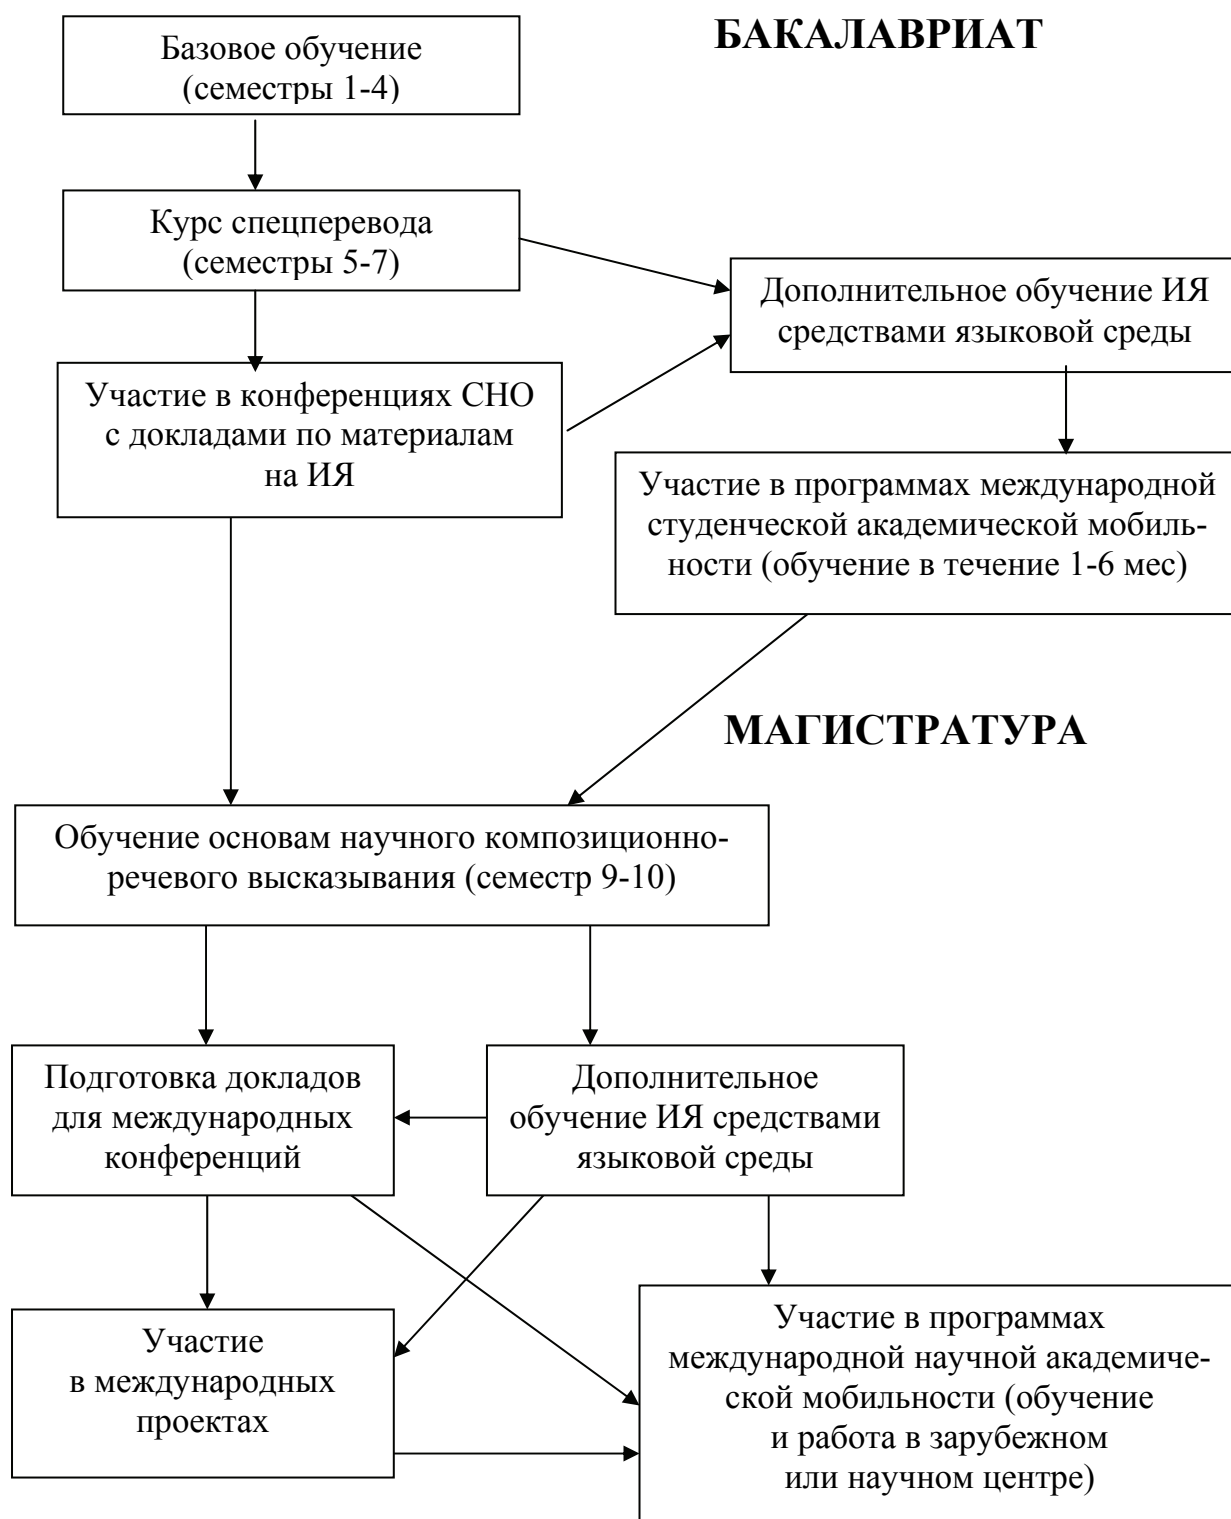 БАКАЛАВРИАТ
Базовое обучение
(семестры 1-4)
Курс спецперевода
(семестры 5-7)
Дополнительное обучение ИЯ
средствами языковой среды
Участие в конференциях СНО
с докладами по материалам
на ИЯ
Участие в программах международной
студенческой академической мобиль-
ности (обучение в течение 1-6 мес)
МАГИСТРАТУРА
Обучение основам научного композиционно-
речевого высказывания (семестр 9-10)
Подготовка докладов
для международных
конференций
Дополнительное
обучение ИЯ средствами
языковой среды
Участие
в международных
проектах
Участие в программах
международной научной академиче-
ской мобильности (обучение
и работа в зарубежном
или научном центре)